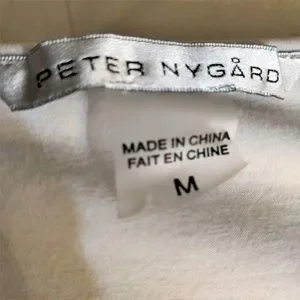 PETER NYGÅRD
MADE IN CHINA
FAIT EN CHINE
M